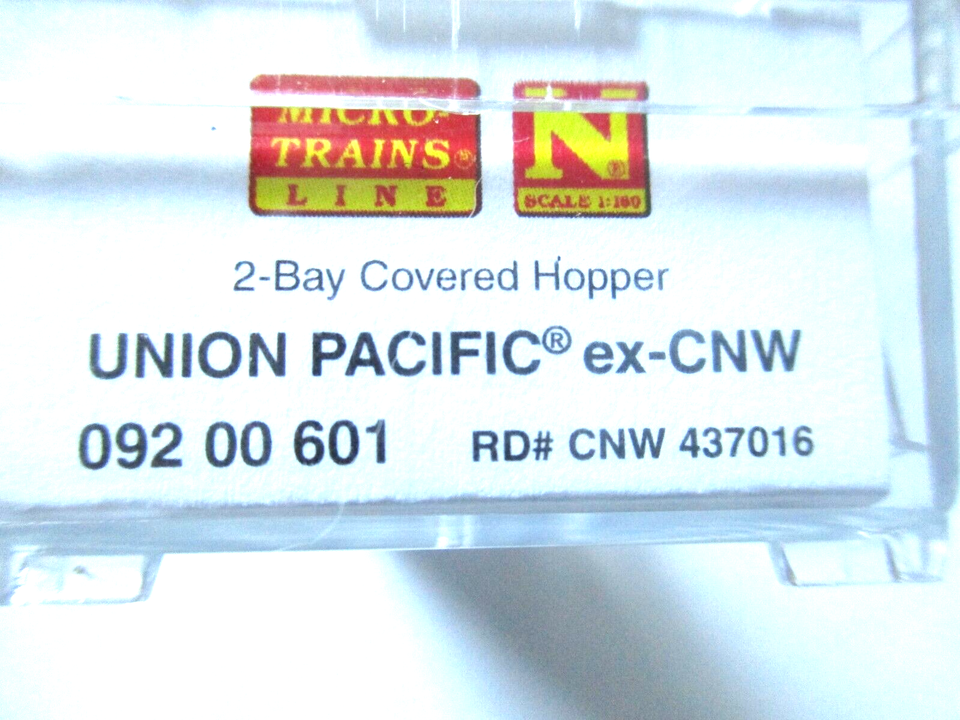 MICRO-
TRAINS®
LINE
N®
SCALE 1:160
2-Bay Covered Hopper
UNION PACIFIC® ex-CNW
092 00 601 RD# CNW 437016